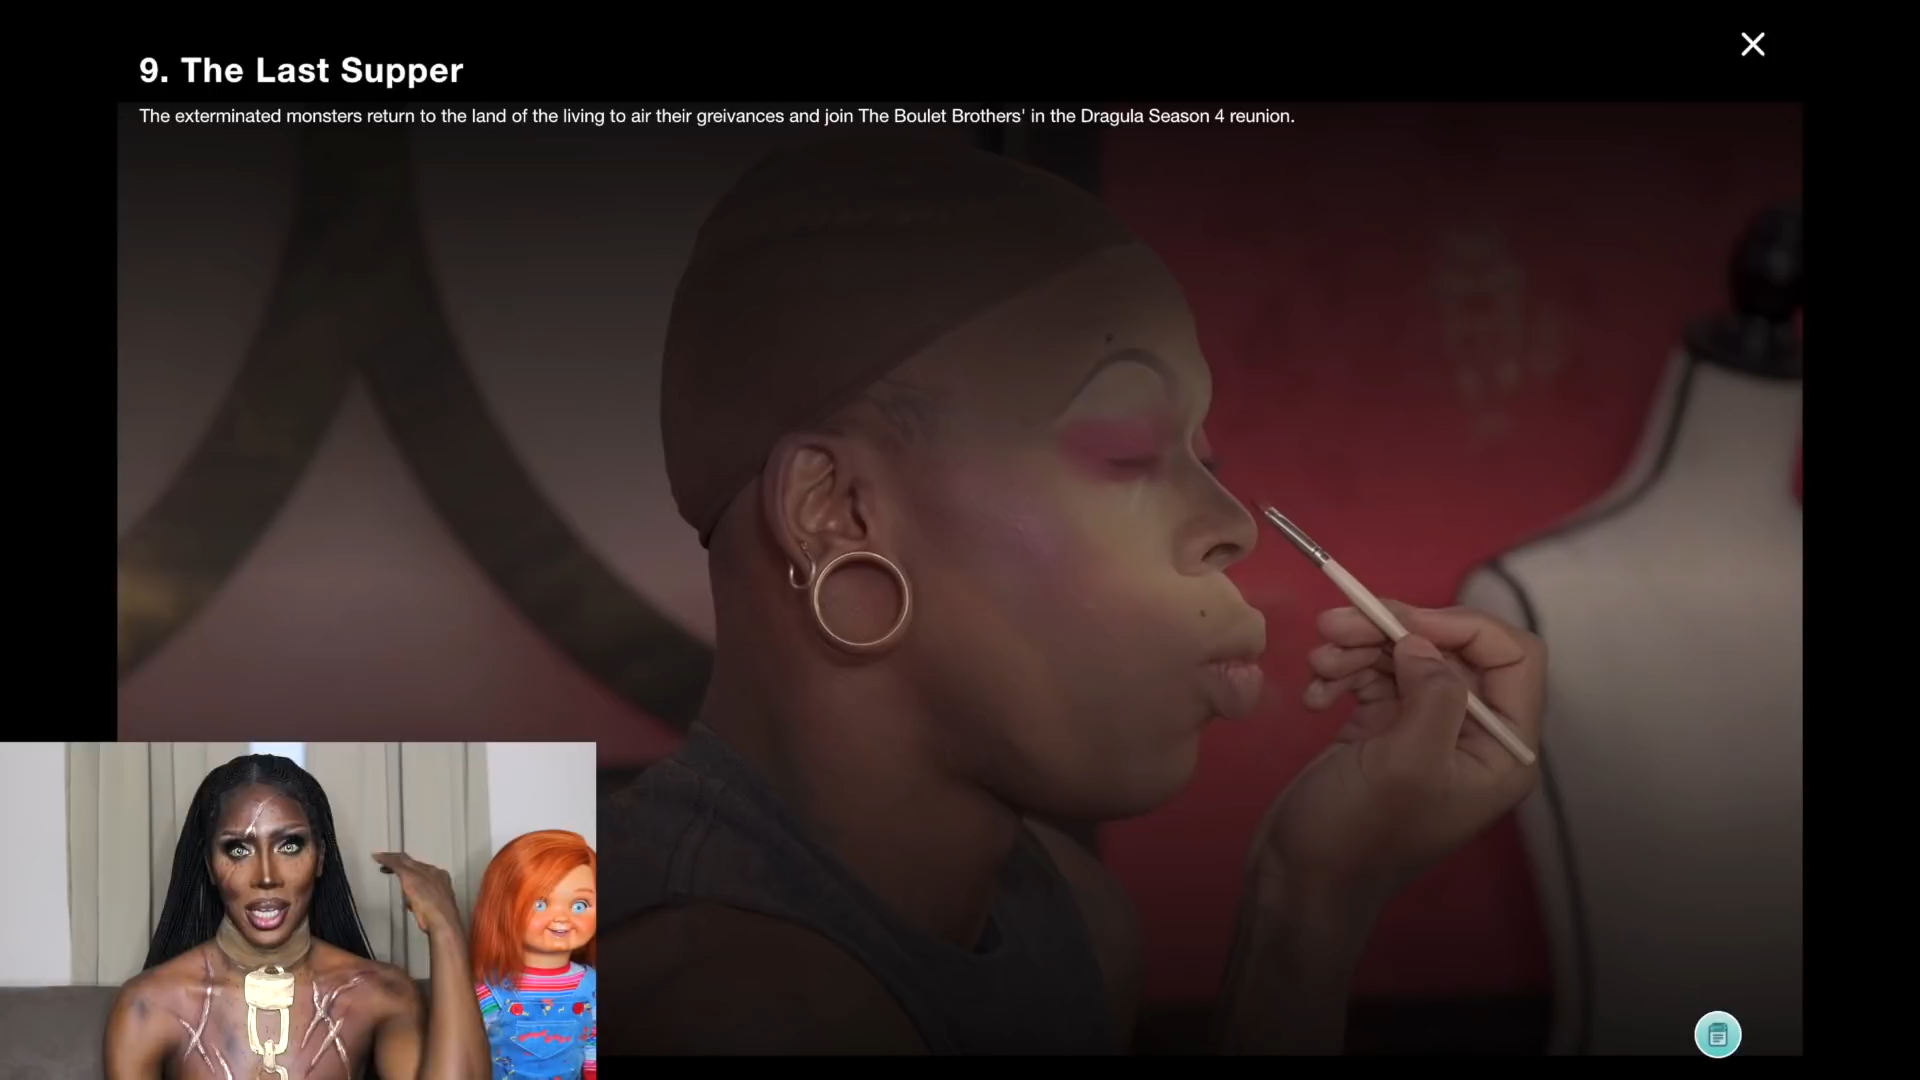 9. The Last Supper
The exterminated monsters return to the land of the living to air their greivances and join The Boulet Brothers' in the Dragula Season 4 reunion.